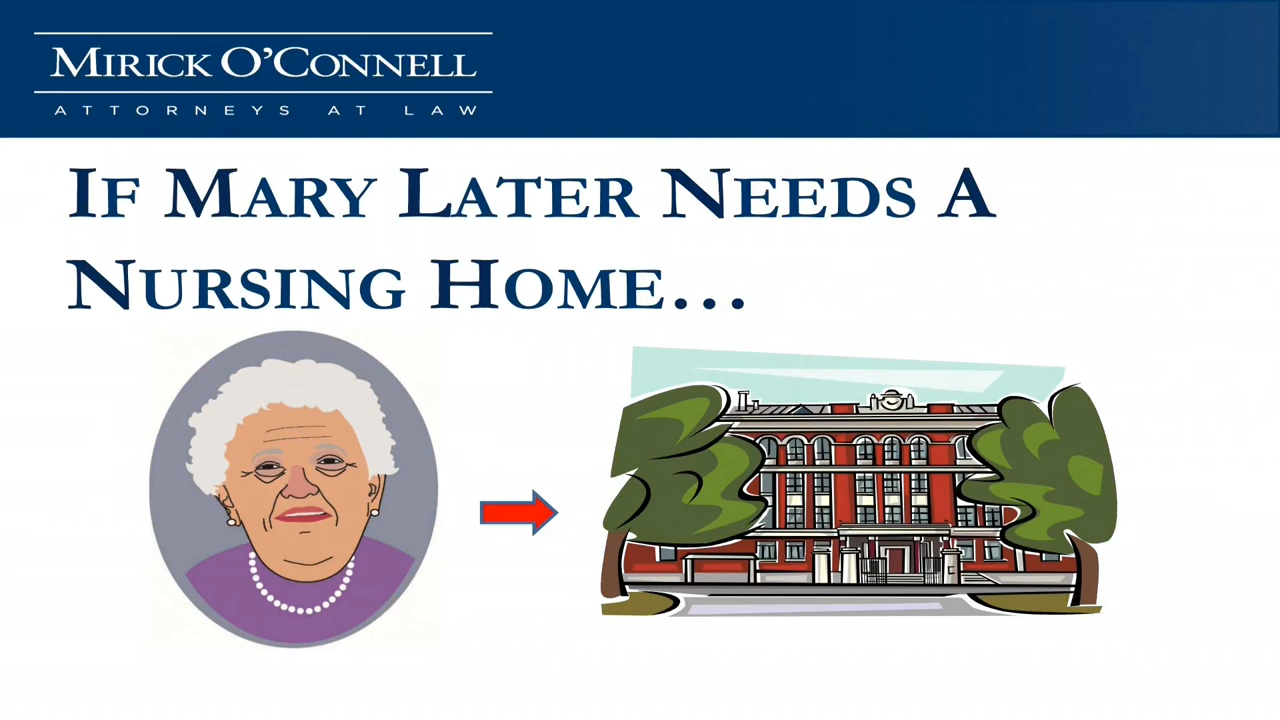 MIRICK O'CONNELL
ATTORNEYS AT LAW
IF MARY LATER NEEDS A
NURSING HOME...